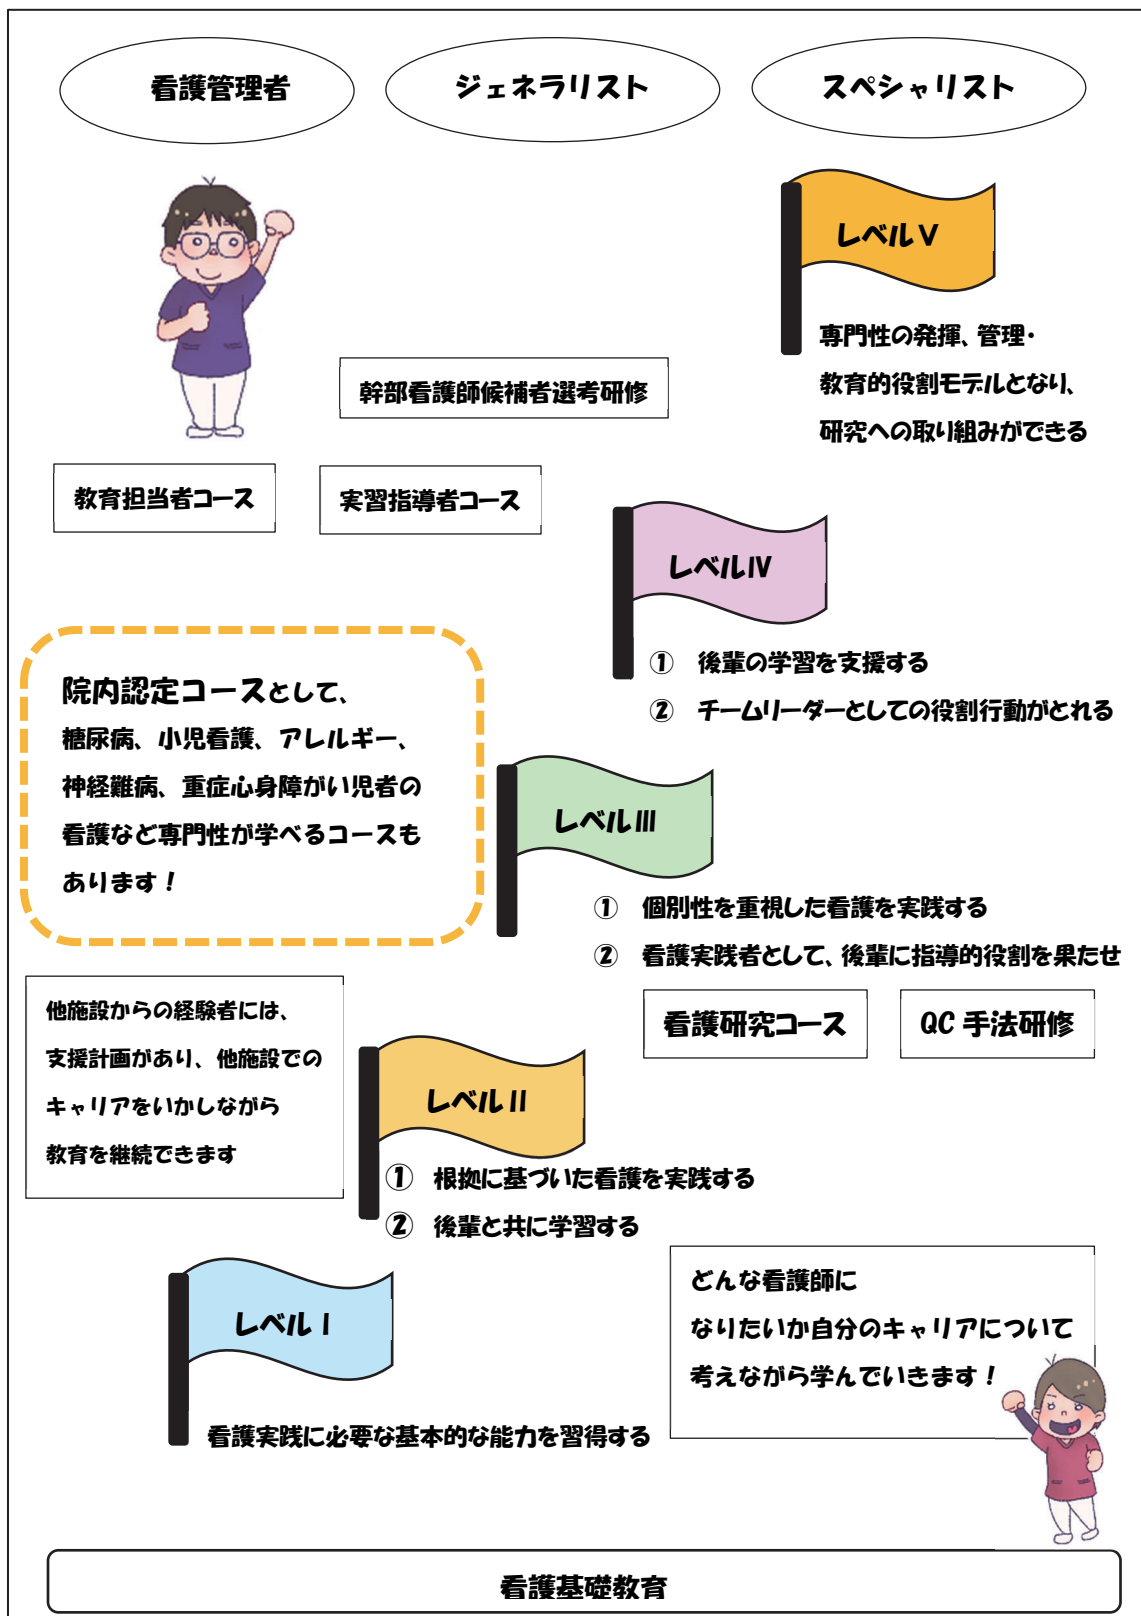 看護管理者
ジェネラリスト
スペシャリスト
レベルⅤ
専門性の発揮、管理・
教育的役割モデルとなり、
研究への取り組みができる
幹部看護師候補者選考研修
教育担当者コース
実習指導者コース
レベルⅣ
① 後輩の学習を支援する
② チームリーダーとしての役割行動がとれる
院内認定コースとして、
糖尿病、小児看護、アレルギー、
神経難病、重症心身障がい児者の
看護など専門性が学べるコースも
あります！
レベルⅢ
① 個別性を重視した看護を実践する
② 看護実践者として、後輩に指導的役割を果たせ
看護研究コース
QC 手法研修
他施設からの経験者には、
支援計画があり、他施設での
キャリアをいかしながら
教育を継続できます
レベルⅡ
① 根拠に基づいた看護を実践する
② 後輩と共に学習する
レベルⅠ
看護実践に必要な基本的な能力を習得する
どんな看護師に
なりたいか自分のキャリアについて
考えながら学んでいきます！
看護基礎教育